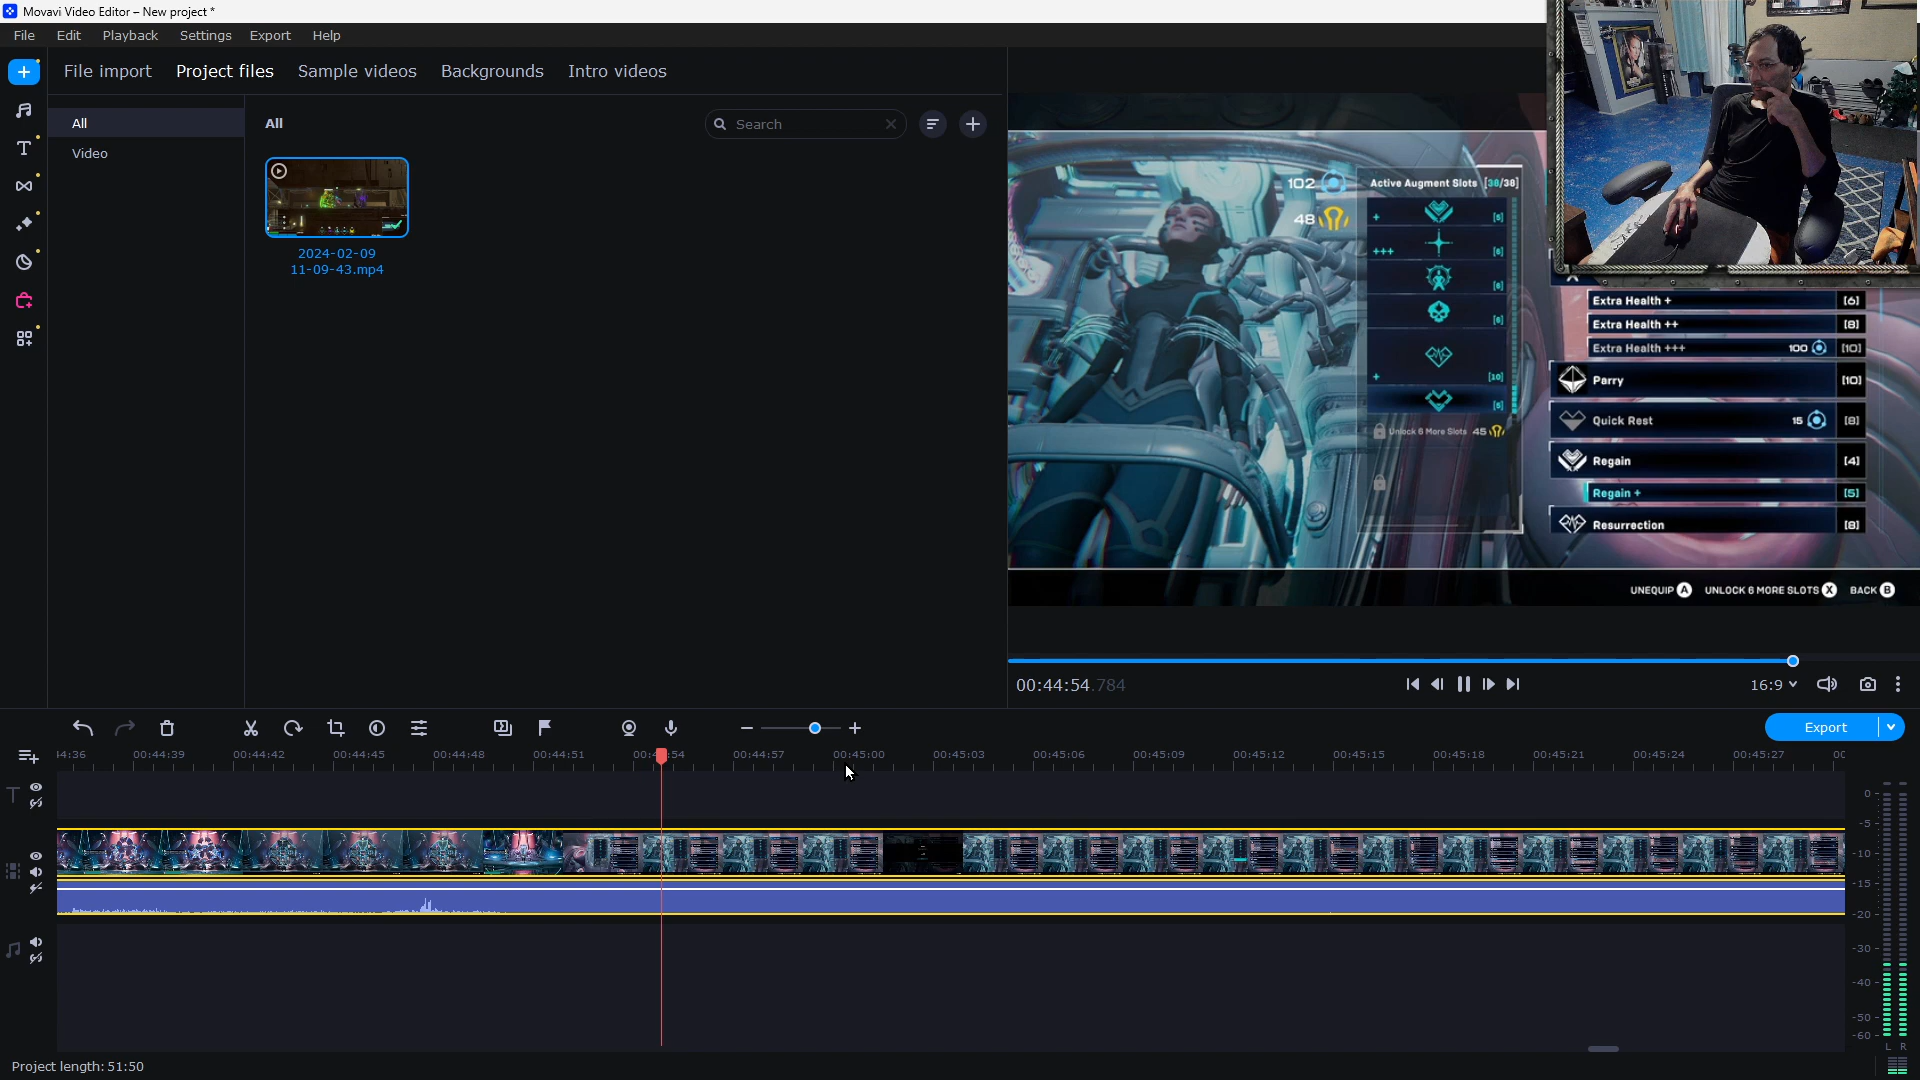 Movavi Video Editor – New project *
File Edit Playback Settings Export Help
File import Project files Sample videos Backgrounds Intro videos
All
Video
All
Search
2024-02-09
11-09-43.mp4
102
48
Active Augment Slots [38/38]
+ [5]
+++ [6]
[6]
[6]
+ [10]
[5]
Unlock 6 More Slots 45
Extra Health + [6]
Extra Health ++ [8]
Extra Health +++ 100 [10]
Parry [10]
Quick Rest 15 [8]
Regain [4]
Regain + [5]
Resurrection [8]
UNEQUIP A UNLOCK 6 MORE SLOTS X BACK B
00:44:54.784
16:9
Export
00:44:39 00:44:42 00:44:45 00:44:48 00:44:51 00:44:57 00:45:00 00:45:03 00:45:06 00:45:09 00:45:12 00:45:15 00:45:18 00:45:21 00:45:24 00:45:27
0
-5
-10
-15
-20
-30
-40
-50
-60
L R
Project length: 51:50